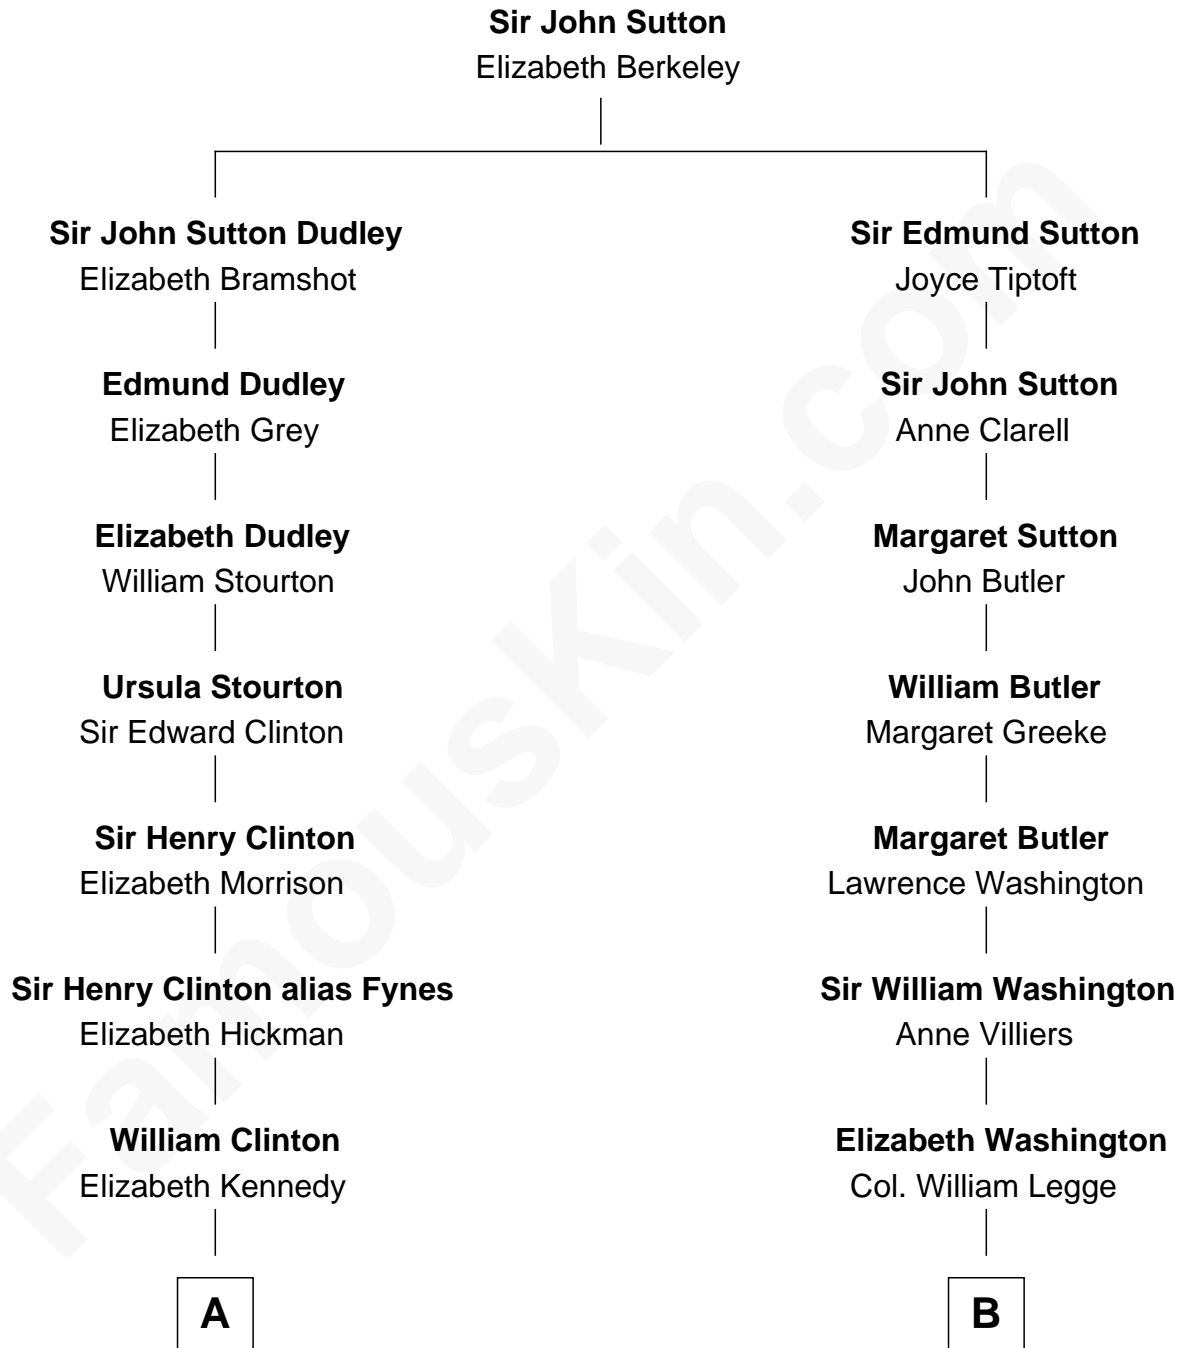 Sir John Sutton
Elizabeth Berkeley
Sir John Sutton Dudley
Elizabeth Bramshot
Edmund Dudley
Elizabeth Grey
Elizabeth Dudley
William Stourton
Ursula Stourton
Sir Edward Clinton
Sir Henry Clinton
Elizabeth Morrison
Sir Henry Clinton alias Fynes
Elizabeth Hickman
William Clinton
Elizabeth Kennedy
A
Sir Edmund Sutton
Joyce Tiptoft
Sir John Sutton
Anne Clarell
Margaret Sutton
John Butler
William Butler
Margaret Greeke
Margaret Butler
Lawrence Washington
Sir William Washington
Anne Villiers
Elizabeth Washington
Col. William Legge
B
FamousKin.com